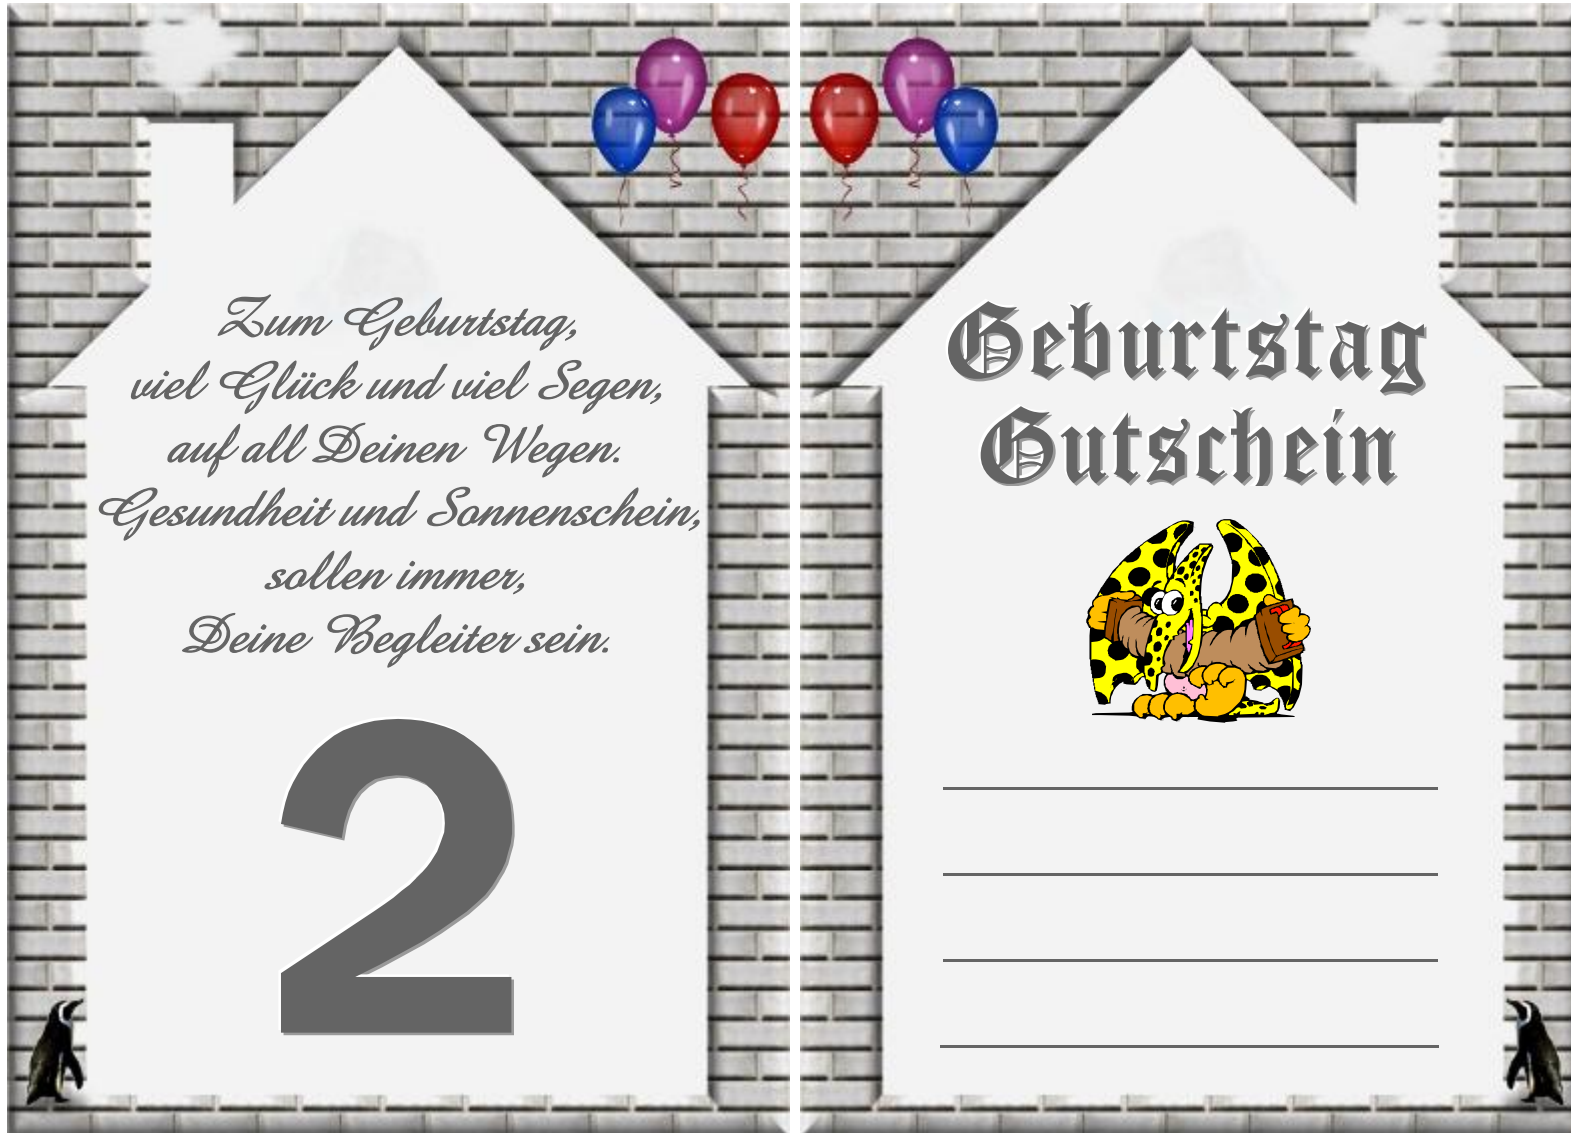 Zum Geburtstag,
viel Glück und viel Segen,
auf all Deinen Wegen.
Gesundheit und Sonnenschein,
sollen immer,
Deine Begleiter sein.
2
Geburtstag
Gutschein